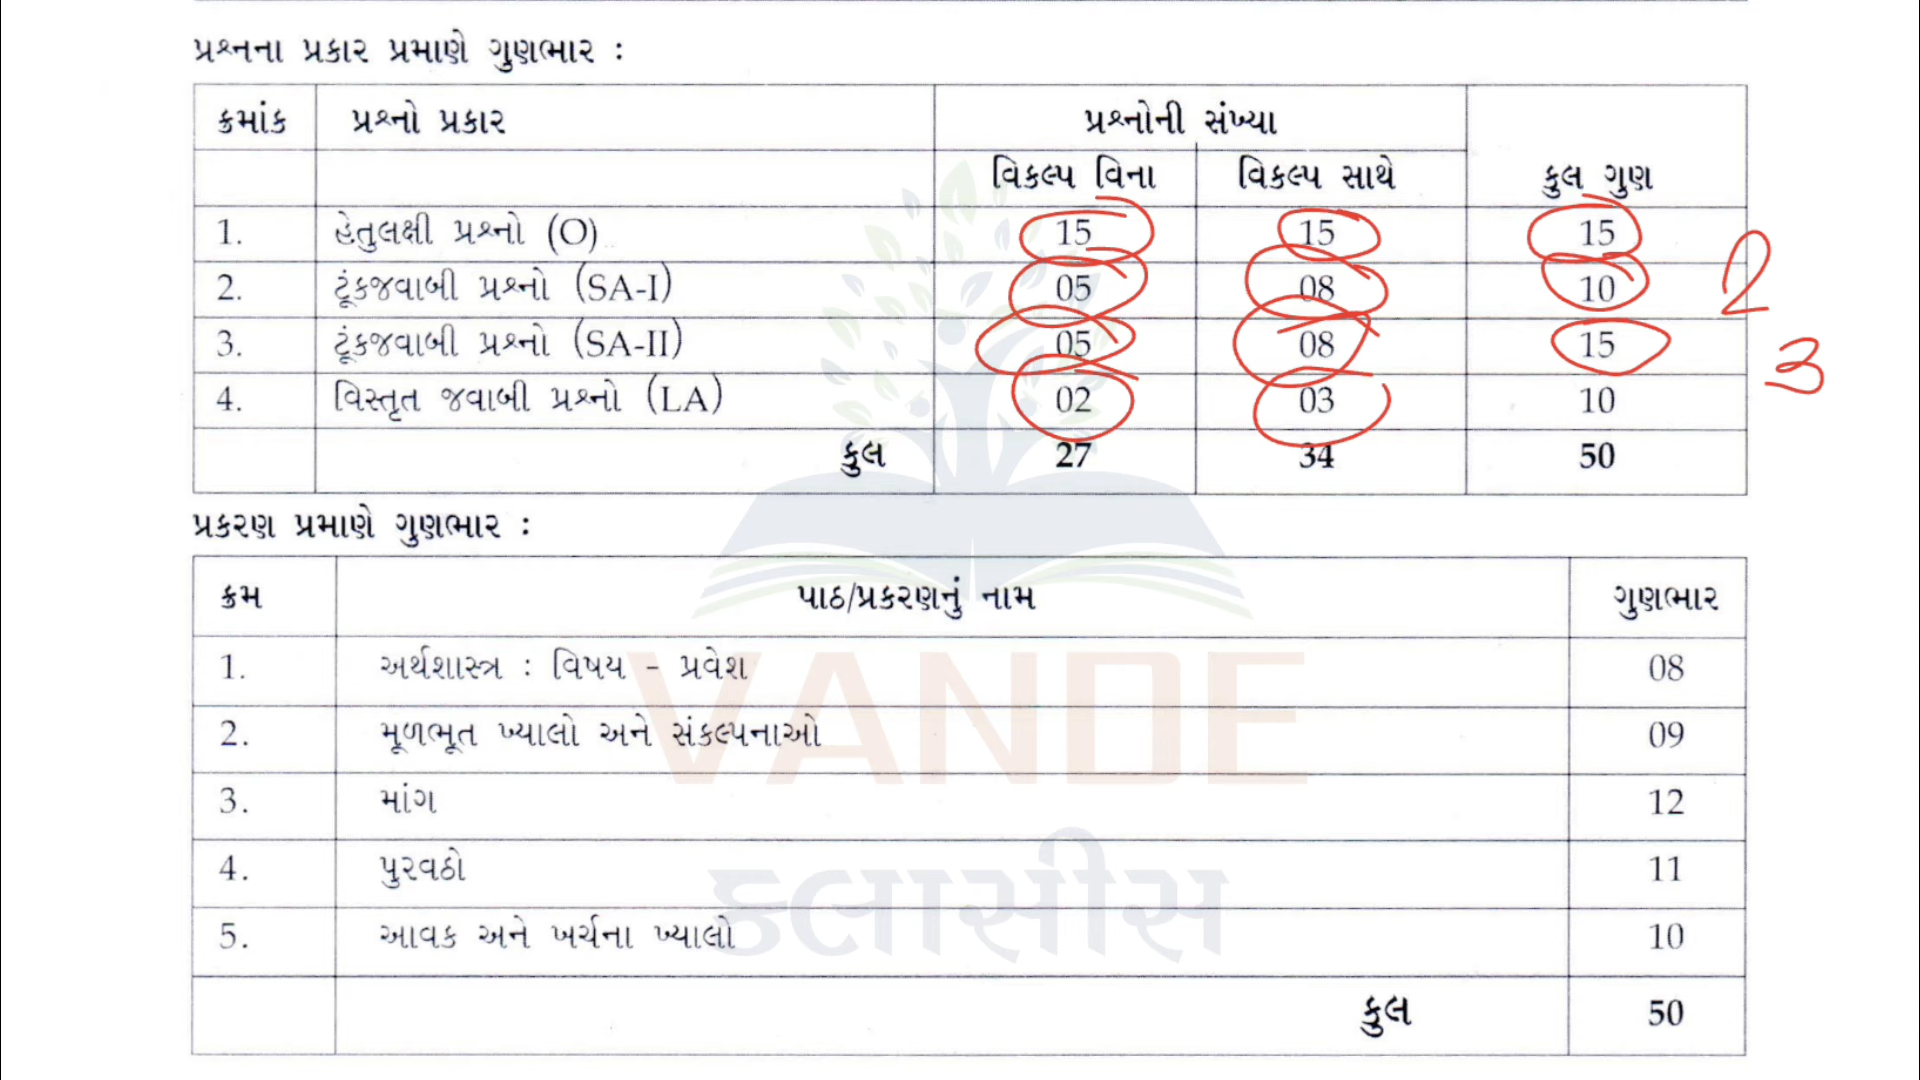 પ્રશ્નના પ્રકાર પ્રમાણે ગુણભાર :
ક્રમાંક પ્રશ્નો પ્રકાર પ્રશ્નોની સંખ્યા
વિકલ્પ વિના વિકલ્પ સાથે કુલ ગુણ
1. હેતુલક્ષી પ્રશ્નો (O) 15 15 15
2. ટૂંકજવાબી પ્રશ્નો (SA-I) 05 08 10 2
3. ટૂંકજવાબી પ્રશ્નો (SA-II) 05 08 15 3
4. વિસ્તૃત જવાબી પ્રશ્નો (LA) 02 03 10
કુલ 27 34 50
પ્રકરણ પ્રમાણે ગુણભાર :
ક્રમ પાઠ/પ્રકરણનું નામ ગુણભાર
1. અર્થશાસ્ત્ર : વિષય - પ્રવેશ 08
2. મૂળભૂત ખ્યાલો અને સંકલ્પનાઓ 09
3. માંગ 12
4. પુરવઠો 11
5. આવક અને ખર્ચના ખ્યાલો 10
કુલ 50
VANDE
ક્લાસીસ